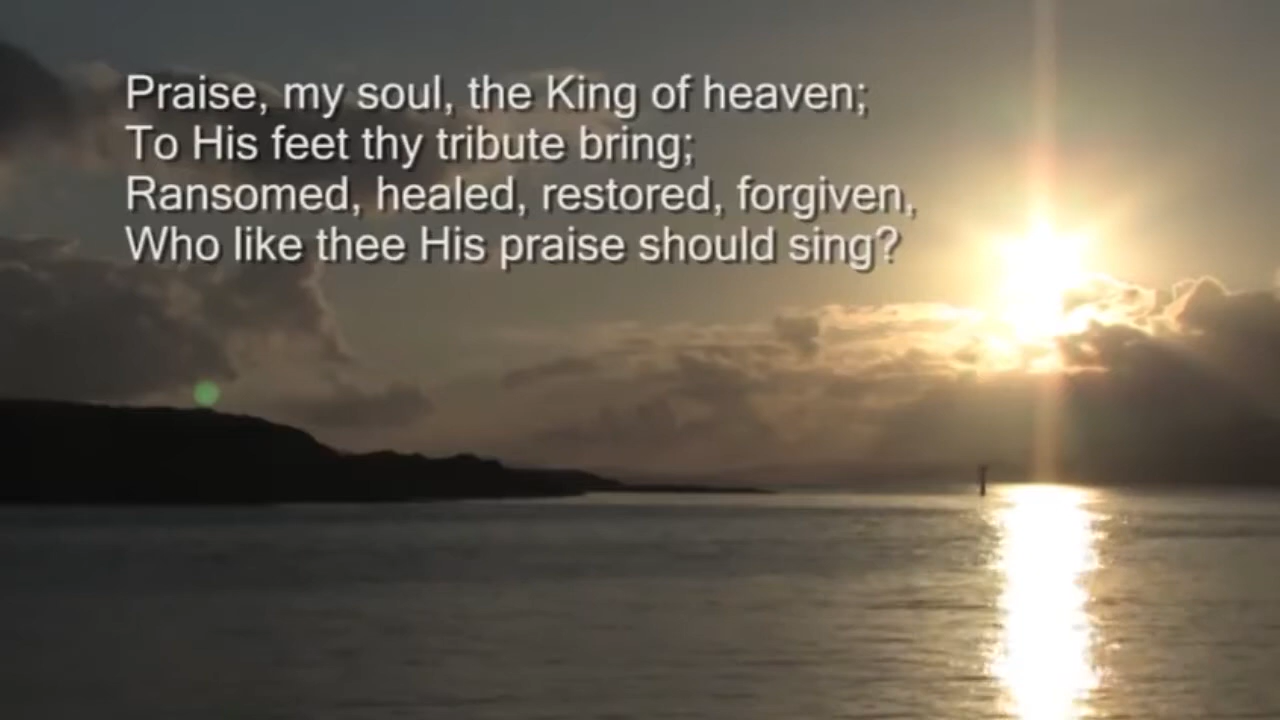 Praise, my soul, the King of heaven;
To His feet thy tribute bring;
Ransomed, healed, restored, forgiven,
Who like thee His praise should sing?